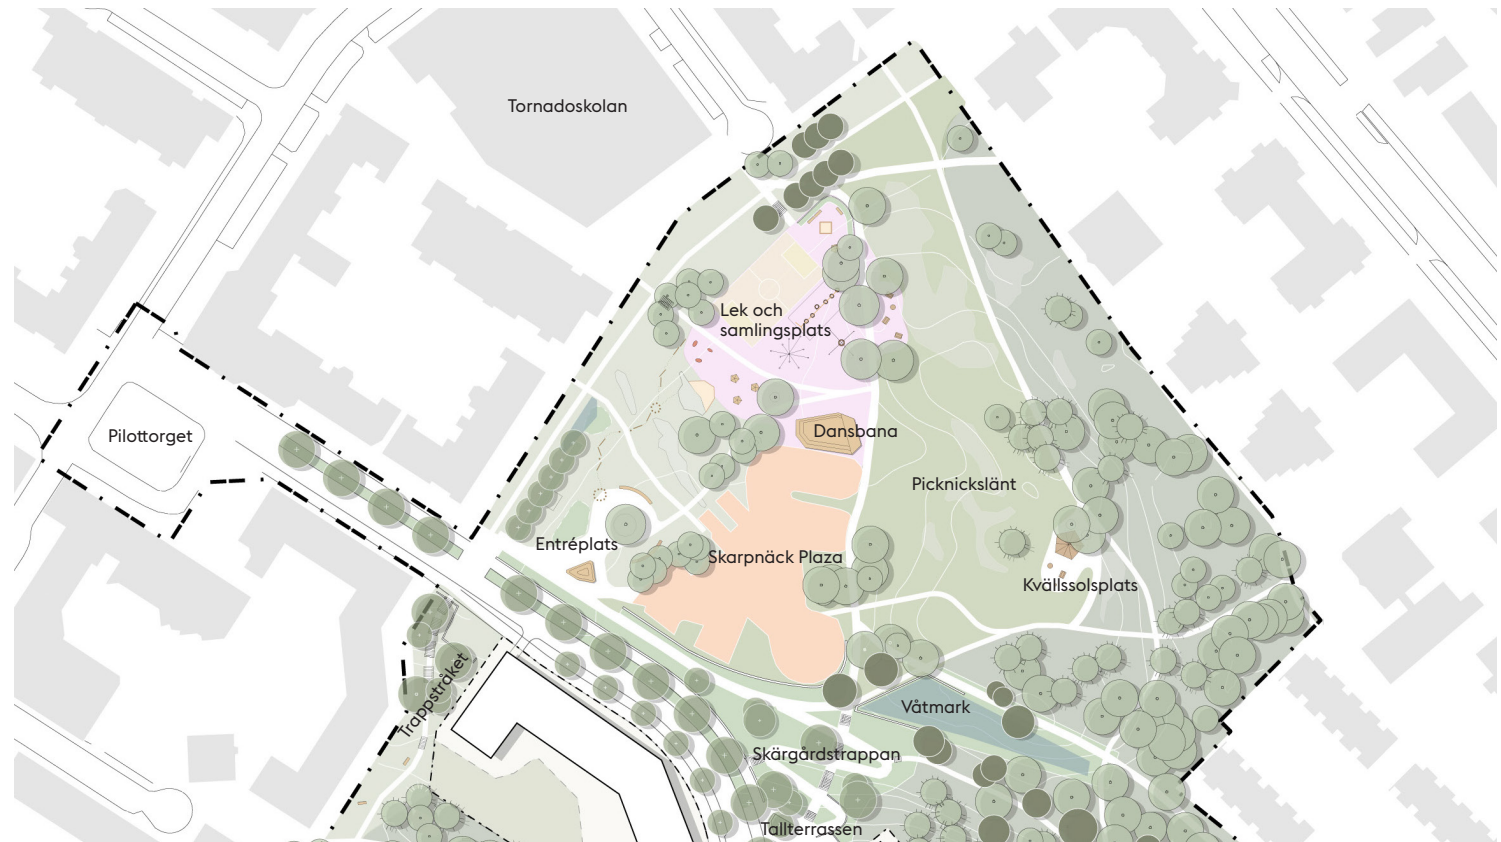 Tornadoskolan
Lek och
samlingsplats
Pilottorget
Dansbana
Picknickslänt
Entréplats
Skarpnäck Plaza
Kvällssolsplats
Trappstråket
Våtmark
Skärgårdstrappan
Tallterrassen